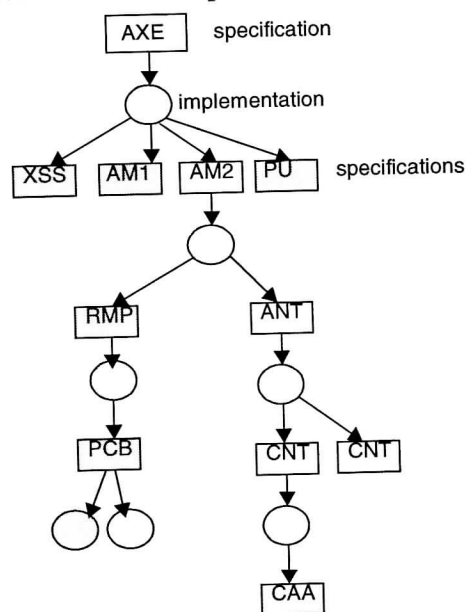 AXE specification
implementation
XSS AM1 AM2 PU specifications
RMP ANT
PCB CNT CNT
CAA